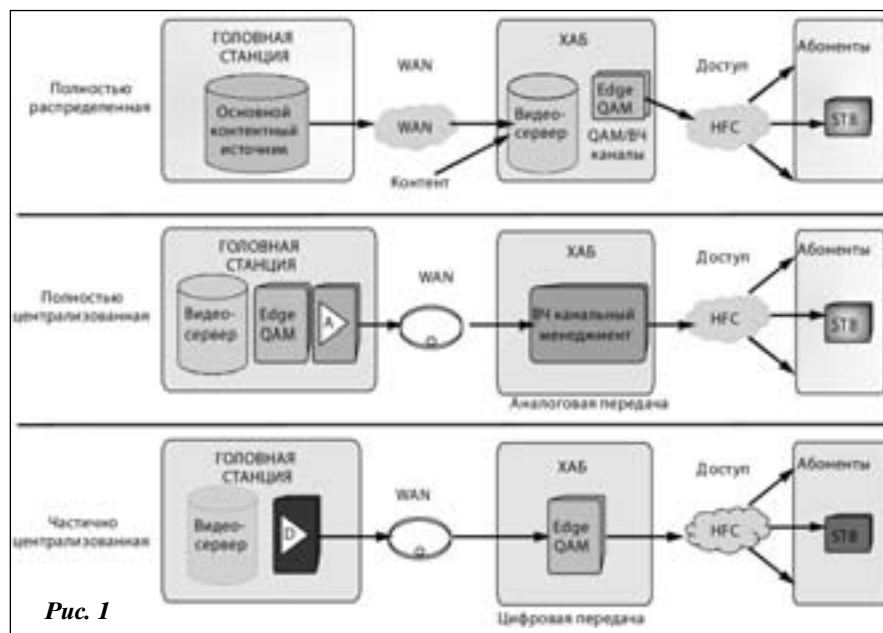 ГОЛОВНАЯ
СТАНЦИЯ
WAN
ХАБ
Доступ
Абоненты
Полностью
распределенная
Основной
контентный
источник
WAN
Видео-
сервер
Edge
QAM
QAM/ВЧ
каналы
HFC
STB
Контент
ГОЛОВНАЯ
СТАНЦИЯ
WAN
ХАБ
Доступ
Абоненты
Полностью
централизованная
Видео-
сервер
Edge
QAM
A
ВЧ канальный
менеджмент
HFC
STB
Аналоговая передача
ГОЛОВНАЯ
СТАНЦИЯ
WAN
ХАБ
Доступ
Абоненты
Частично
централизованная
Видео-
сервер
D
Edge
QAM
HFC
STB
Цифровая передача
Рис. 1